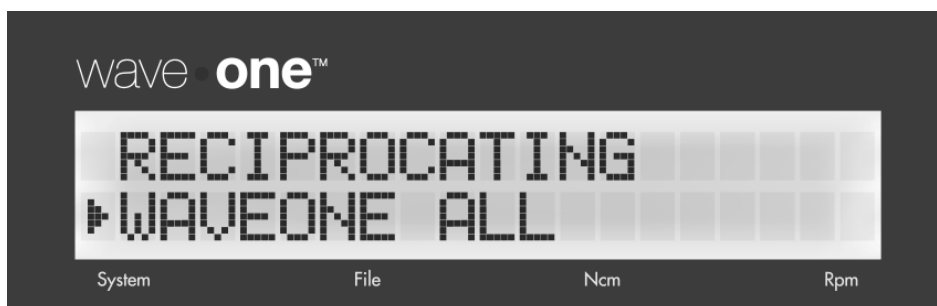 wave•one™
RECIPROCATING
▶WAVEONE ALL
System File Ncm Rpm